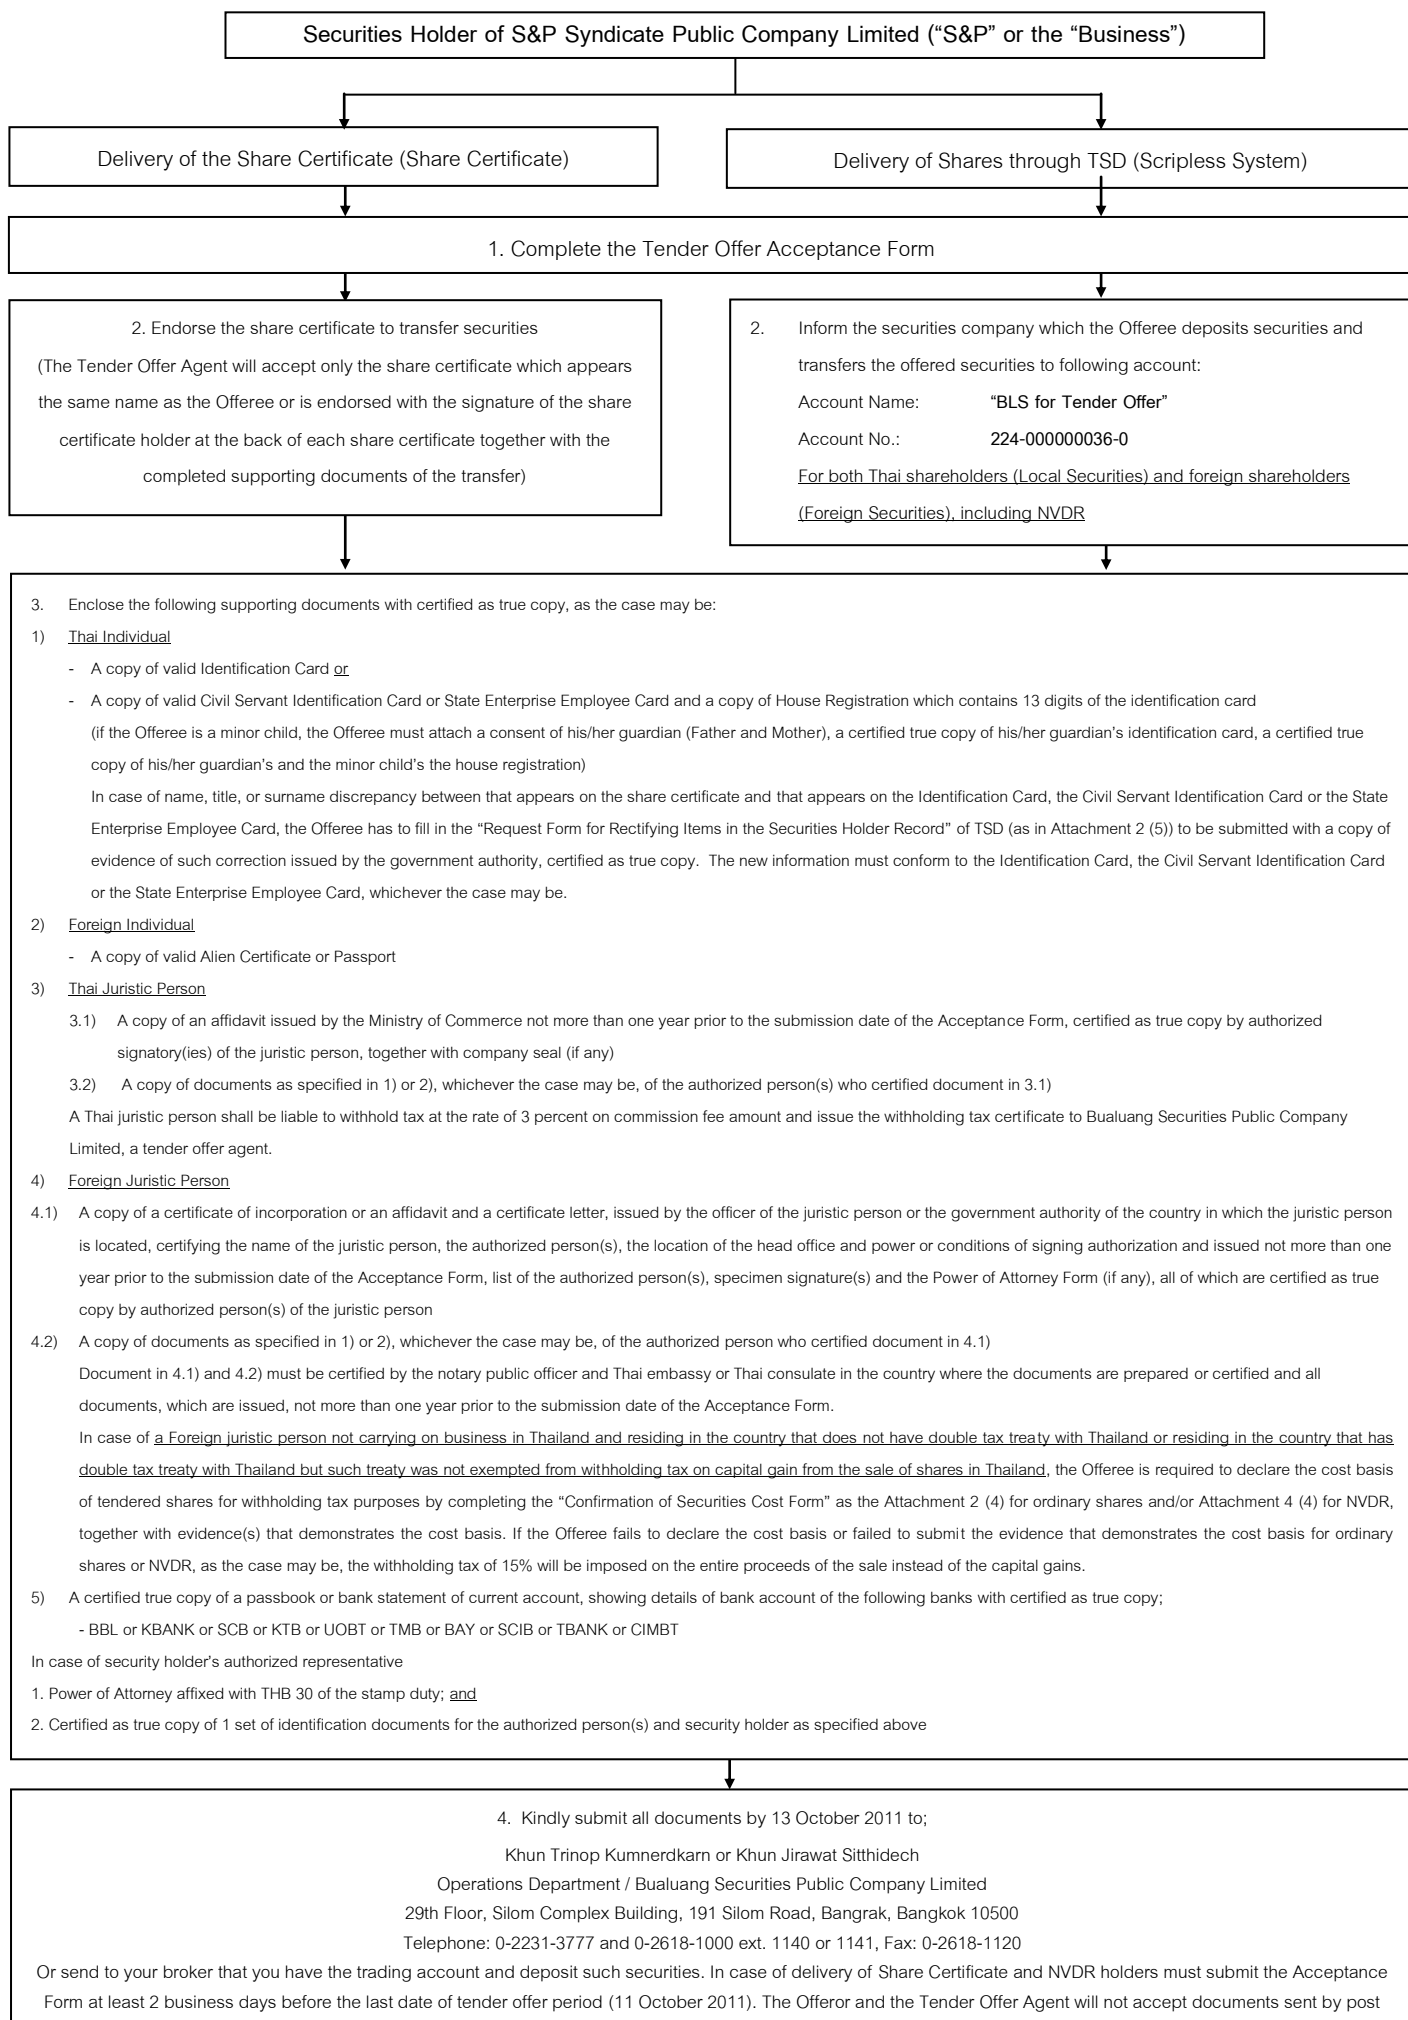 Securities Holder of S&P Syndicate Public Company Limited (“S&P” or the “Business”)
Delivery of the Share Certificate (Share Certificate)
Delivery of Shares through TSD (Scripless System)
1. Complete the Tender Offer Acceptance Form
2. Endorse the share certificate to transfer securities
(The Tender Offer Agent will accept only the share certificate which appears
the same name as the Offeree or is endorsed with the signature of the share
certificate holder at the back of each share certificate together with the
completed supporting documents of the transfer)
2. Inform the securities company which the Offeree deposits securities and
transfers the offered securities to following account:
Account Name: “BLS for Tender Offer”
Account No.: 224-000000036-0
For both Thai shareholders (Local Securities) and foreign shareholders
(Foreign Securities), including NVDR
3. Enclose the following supporting documents with certified as true copy, as the case may be:
1) Thai Individual
- A copy of valid Identification Card or
- A copy of valid Civil Servant Identification Card or State Enterprise Employee Card and a copy of House Registration which contains 13 digits of the identification card
(if the Offeree is a minor child, the Offeree must attach a consent of his/her guardian (Father and Mother), a certified true copy of his/her guardian’s identification card, a certified true
copy of his/her guardian’s and the minor child’s the house registration)
In case of name, title, or surname discrepancy between that appears on the share certificate and that appears on the Identification Card, the Civil Servant Identification Card or the State
Enterprise Employee Card, the Offeree has to fill in the “Request Form for Rectifying Items in the Securities Holder Record” of TSD (as in Attachment 2 (5)) to be submitted with a copy of
evidence of such correction issued by the government authority, certified as true copy. The new information must conform to the Identification Card, the Civil Servant Identification Card
or the State Enterprise Employee Card, whichever the case may be.
2) Foreign Individual
- A copy of valid Alien Certificate or Passport
3) Thai Juristic Person
3.1) A copy of an affidavit issued by the Ministry of Commerce not more than one year prior to the submission date of the Acceptance Form, certified as true copy by authorized
signatory(ies) of the juristic person, together with company seal (if any)
3.2) A copy of documents as specified in 1) or 2), whichever the case may be, of the authorized person(s) who certified document in 3.1)
A Thai juristic person shall be liable to withhold tax at the rate of 3 percent on commission fee amount and issue the withholding tax certificate to Bualuang Securities Public Company
Limited, a tender offer agent.
4) Foreign Juristic Person
4.1) A copy of a certificate of incorporation or an affidavit and a certificate letter, issued by the officer of the juristic person or the government authority of the country in which the juristic person
is located, certifying the name of the juristic person, the authorized person(s), the location of the head office and power or conditions of signing authorization and issued not more than one
year prior to the submission date of the Acceptance Form, list of the authorized person(s), specimen signature(s) and the Power of Attorney Form (if any), all of which are certified as true
copy by authorized person(s) of the juristic person
4.2) A copy of documents as specified in 1) or 2), whichever the case may be, of the authorized person who certified document in 4.1)
Document in 4.1) and 4.2) must be certified by the notary public officer and Thai embassy or Thai consulate in the country where the documents are prepared or certified and all
documents, which are issued, not more than one year prior to the submission date of the Acceptance Form.
In case of a Foreign juristic person not carrying on business in Thailand and residing in the country that does not have double tax treaty with Thailand or residing in the country that has
double tax treaty with Thailand but such treaty was not exempted from withholding tax on capital gain from the sale of shares in Thailand, the Offeree is required to declare the cost basis
of tendered shares for withholding tax purposes by completing the “Confirmation of Securities Cost Form” as the Attachment 2 (4) for ordinary shares and/or Attachment 4 (4) for NVDR,
together with evidence(s) that demonstrates the cost basis. If the Offeree fails to declare the cost basis or failed to submit the evidence that demonstrates the cost basis for ordinary
shares or NVDR, as the case may be, the withholding tax of 15% will be imposed on the entire proceeds of the sale instead of the capital gains.
5) A certified true copy of a passbook or bank statement of current account, showing details of bank account of the following banks with certified as true copy;
- BBL or KBANK or SCB or KTB or UOBT or TMB or BAY or SCIB or TBANK or CIMBT
In case of security holder’s authorized representative
1. Power of Attorney affixed with THB 30 of the stamp duty; and
2. Certified as true copy of 1 set of identification documents for the authorized person(s) and security holder as specified above
4. Kindly submit all documents by 13 October 2011 to;
Khun Trinop Kumnerdkarn or Khun Jirawat Sitthidech
Operations Department / Bualuang Securities Public Company Limited
29th Floor, Silom Complex Building, 191 Silom Road, Bangrak, Bangkok 10500
Telephone: 0-2231-3777 and 0-2618-1000 ext. 1140 or 1141, Fax: 0-2618-1120
Or send to your broker that you have the trading account and deposit such securities. In case of delivery of Share Certificate and NVDR holders must submit the Acceptance
Form at least 2 business days before the last date of tender offer period (11 October 2011). The Offeror and the Tender Offer Agent will not accept documents sent by post